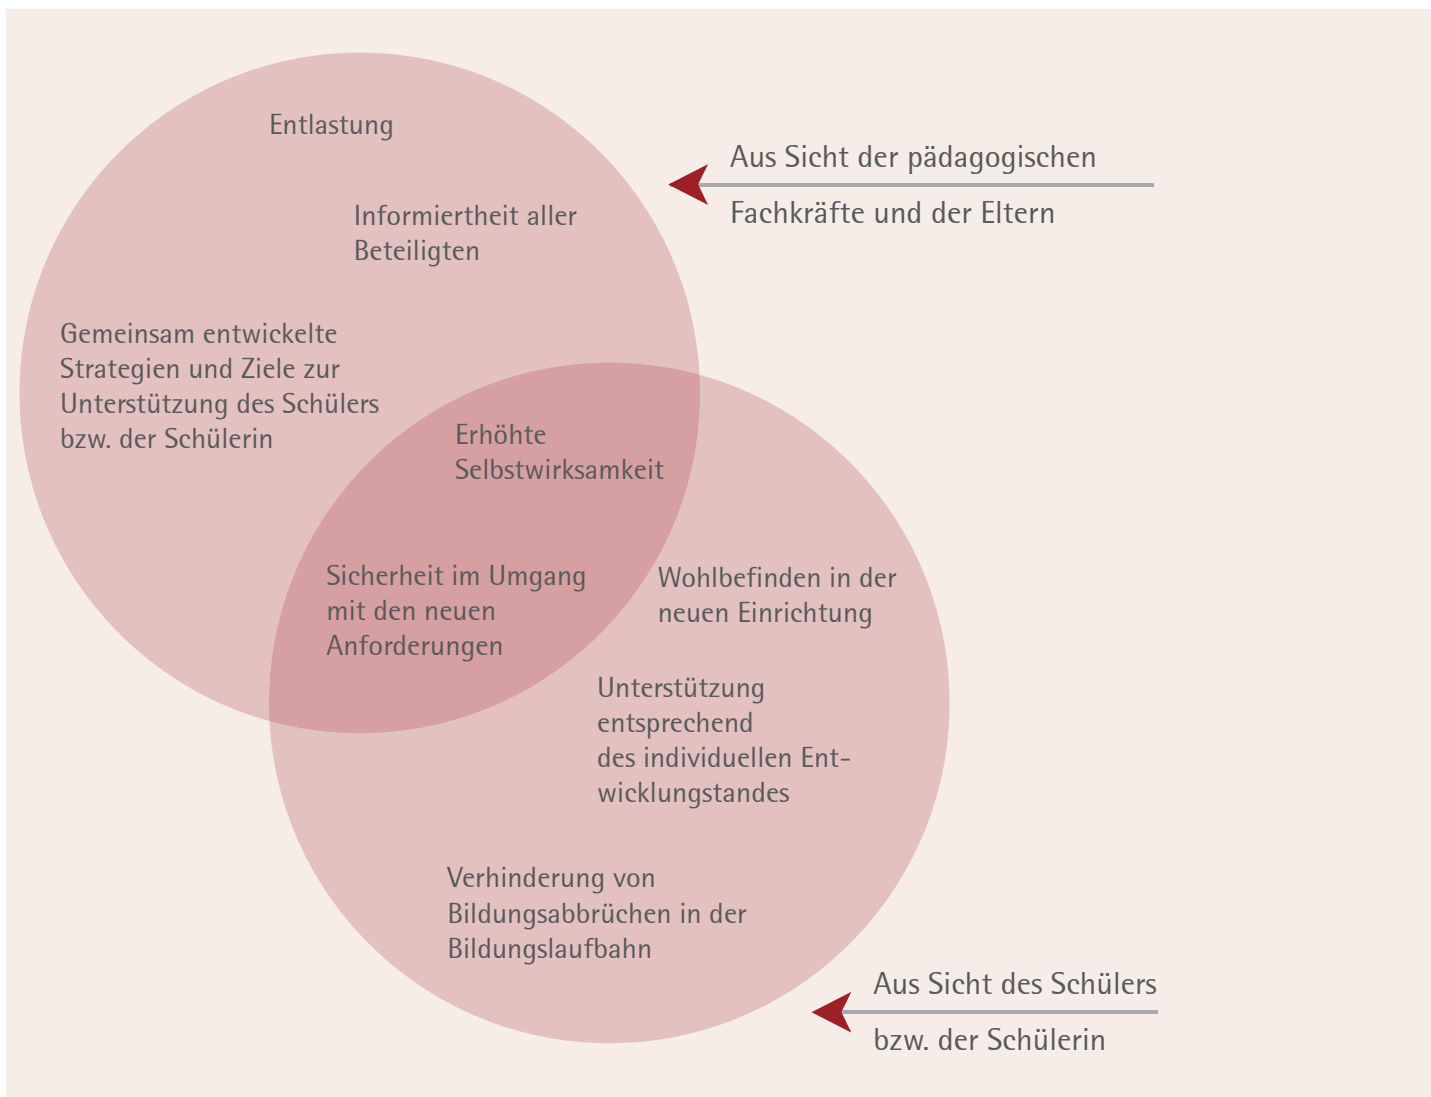 Entlastung
Aus Sicht der pädagogischen
Fachkräfte und der Eltern
Informiertheit aller
Beteiligten
Gemeinsam entwickelte
Strategien und Ziele zur
Unterstützung des Schülers
bzw. der Schülerin
Erhöhte
Selbstwirksamkeit
Sicherheit im Umgang
mit den neuen
Anforderungen
Wohlbefinden in der
neuen Einrichtung
Unterstützung
entsprechend
des individuellen Ent-
wicklungstandes
Verhinderung von
Bildungsabbrüchen in der
Bildungslaufbahn
Aus Sicht des Schülers
bzw. der Schülerin